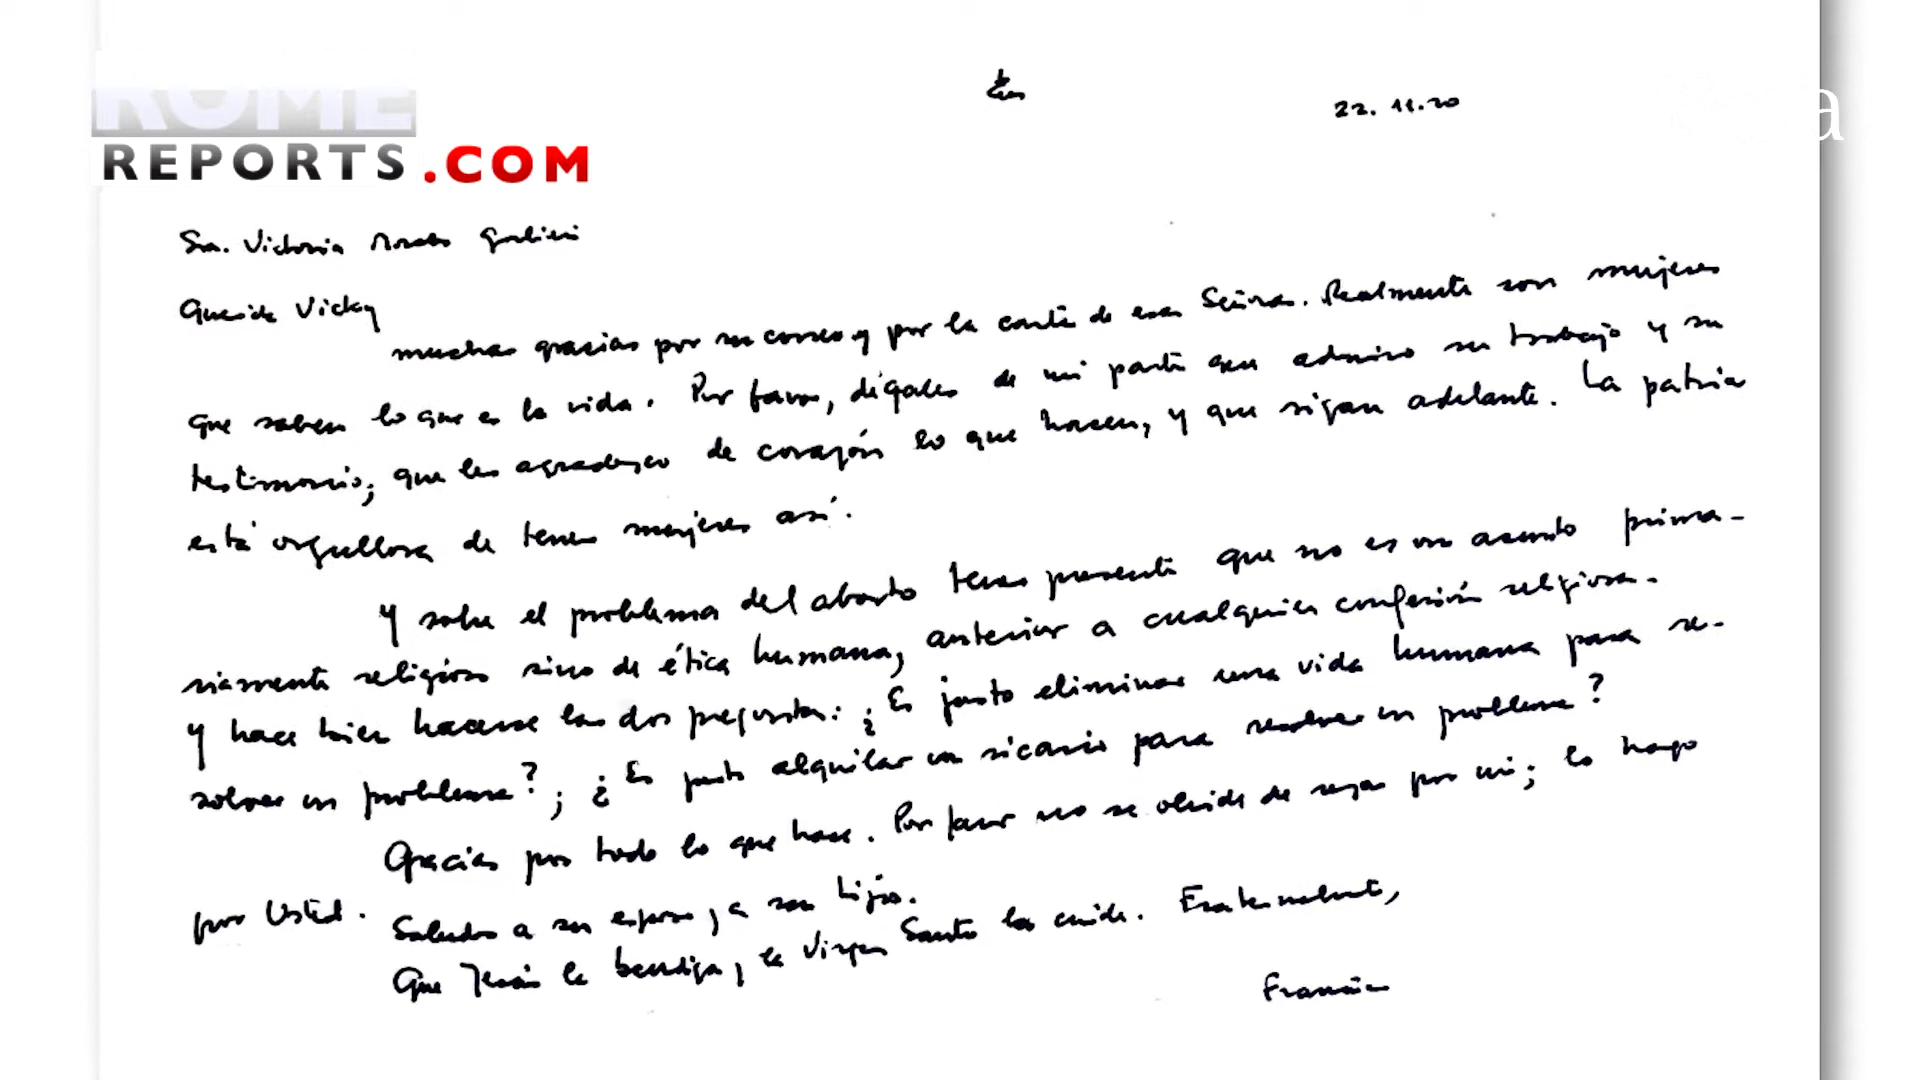 ROME
REPORTS.COM
a
22.11.20
Sra. Victoria Morales Gorleri
Querida Vicky
muchas gracias por su correo y por la carta de esas Señoras. Realmente son mujeres
que saben lo que es la vida. Por favor, dígales de mi parte que admiro su trabajo y su
testimonio; que les agradezco de corazón lo que hacen, y que sigan adelante. La patria
está orgullosa de tener mujeres así.
Y sobre el problema del aborto tener presente que no es un asunto prima-
riamente religioso sino de ética humana, anterior a cualquier confesión religiosa.
Y hace bien hacerse las dos preguntas: ¿Es justo eliminar una vida humana para re-
solver un problema?; ¿Es justo alquilar un sicario para resolver un problema?
Gracias por todo lo que hace. Por favor no se olvide de rezar por mí; lo hago
por Usted.
Saludos a su esposo, a sus hijos.
Que Jesús la bendiga, y la Virgen Santa la cuide. Fraternalmente,
Francisco